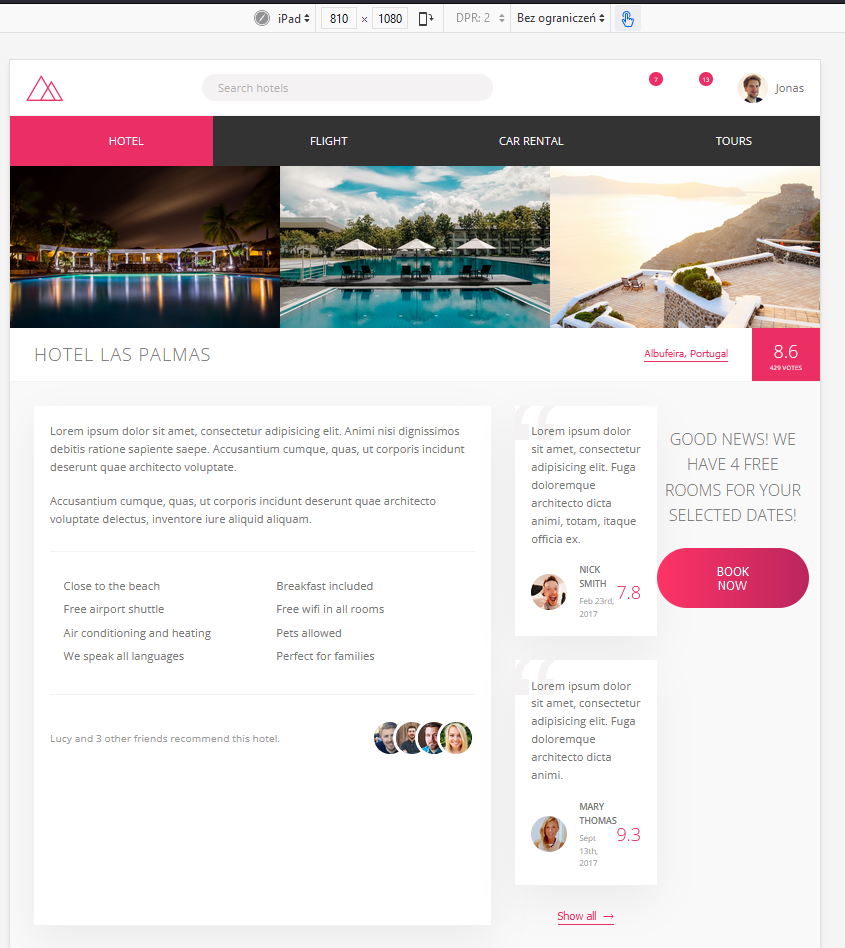 iPad 810 × 1080 DPR: 2 Bez ograniczeń
Search hotels
7
13
Jonas
HOTEL
FLIGHT
CAR RENTAL
TOURS
HOTEL LAS PALMAS
Albufeira, Portugal
8.6
429 VOTES
Lorem ipsum dolor sit amet, consectetur adipisicing elit. Animi nisi dignissimos
debitis ratione sapiente saepe. Accusantium cumque, quas, ut corporis incidunt
deserunt quae architecto voluptate.
Accusantium cumque, quas, ut corporis incidunt deserunt quae architecto
voluptate delectus, inventore iure aliquid aliquam.
Close to the beach
Breakfast included
Free airport shuttle
Free wifi in all rooms
Air conditioning and heating
Pets allowed
We speak all languages
Perfect for families
Lucy and 3 other friends recommend this hotel.
“
Lorem ipsum dolor
sit amet, consectetur
adipisicing elit. Fuga
doloremque
architecto dicta
animi, totam, itaque
officia ex.
NICK
SMITH
Feb 23rd,
2017
7.8
“
Lorem ipsum dolor
sit amet, consectetur
adipisicing elit. Fuga
doloremque
architecto dicta
animi.
MARY
THOMAS
Sept
13th,
2017
9.3
Show all →
GOOD NEWS! WE
HAVE 4 FREE
ROOMS FOR YOUR
SELECTED DATES!
BOOK
NOW